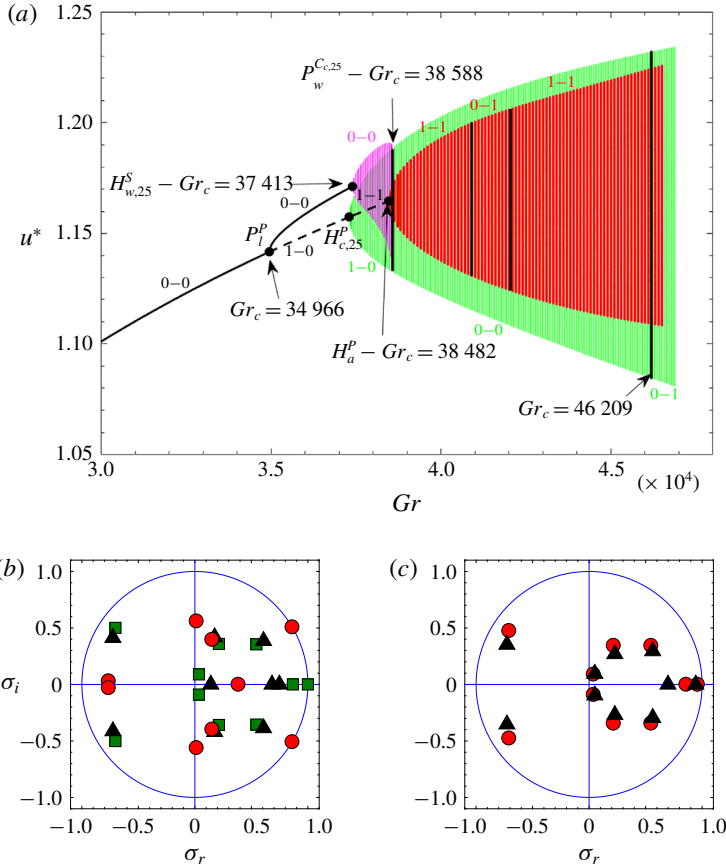 (a)
1.25
1.20
1.15
1.10
1.05
u*
P_w^{C_{c,25}} − Gr_c = 38 588
0−1
1−1
1−1
0−0
H_{w,25}^S − Gr_c = 37 413
0−0
1−1
P_l^P
H_{c,25}^P
1−0
1−0
0−0
Gr_c = 34 966
0−0
H_a^P − Gr_c = 38 482
0−1
Gr_c = 46 209
3.0
3.5
4.0
4.5
(× 10^4)
Gr
b)
(c)
1.0
0.5
0
−0.5
−1.0
σ_i
−1.0
−0.5
0
0.5
1.0
σ_r
1.0
0.5
0
−0.5
−1.0
−1.0
−0.5
0
0.5
1.0
σ_r